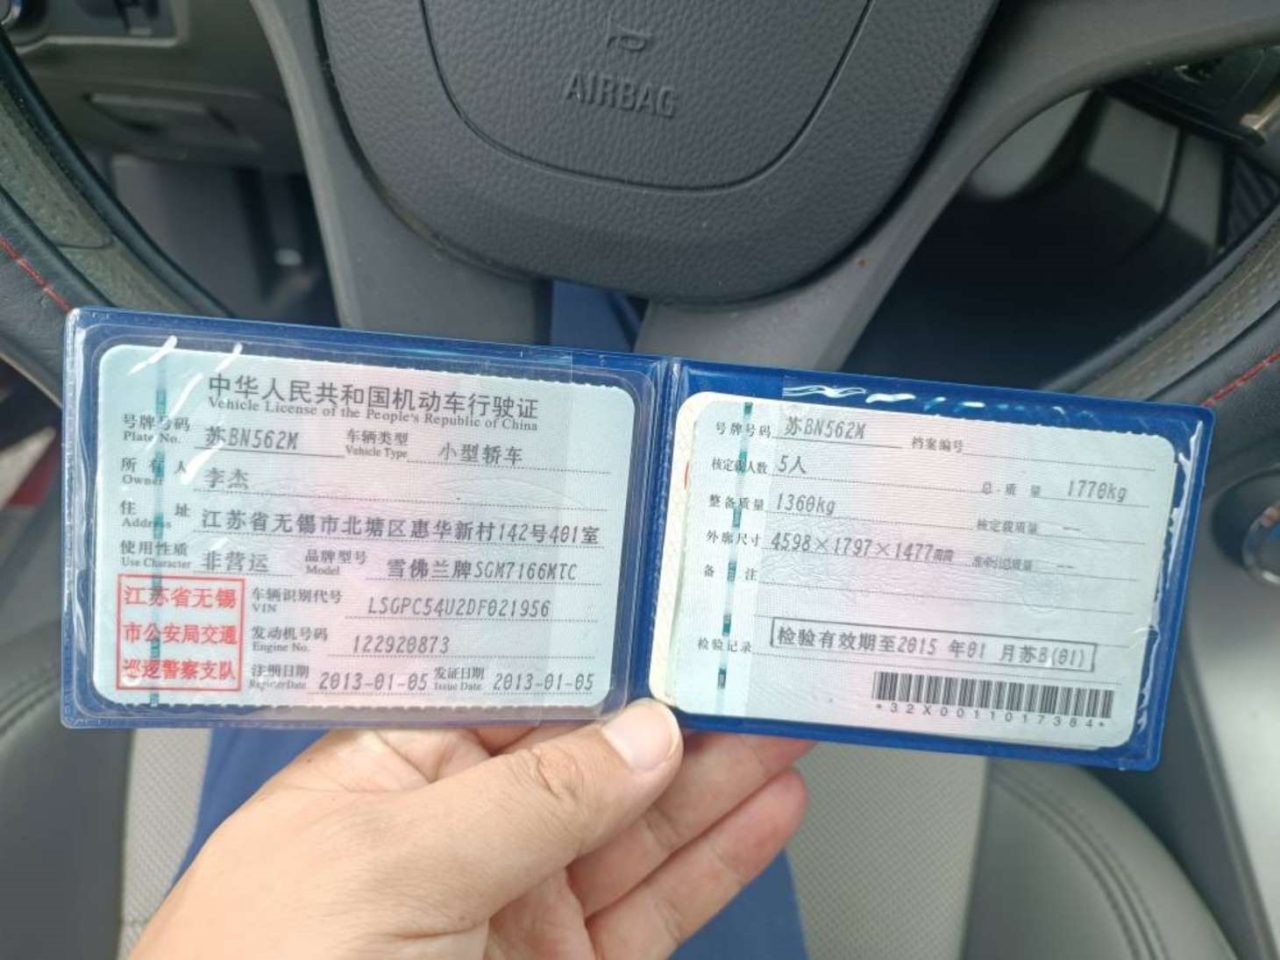 AIRBAG
中华人民共和国机动车行驶证
Vehicle License of the People's Republic of China
号牌号码 苏BN562M 车辆类型 小型轿车
Plate No. Vehicle Type
所有人 李杰
Owner
住址 江苏省无锡市北塘区惠华新村142号401室
Address
使用性质 非营运 品牌型号 雪佛兰牌SGM7166MTC
Use Character Model
江苏省无锡
市公安局交通
巡逻警察支队
车辆识别代号 LSGPC54U2DF021956
VIN
发动机号码 122920873
Engine No.
注册日期 2013-01-05 发证日期 2013-01-05
Register Date Issue Date
号牌号码 苏BN562M 档案编号
核定载人数 5人 总质量 1770kg
整备质量 1360kg 核定载质量 --
外廓尺寸 4598×1797×1477mm 准牵引总质量 --
备注
检验记录 检验有效期至2015 年01 月苏B(01)
*32X0011017384*